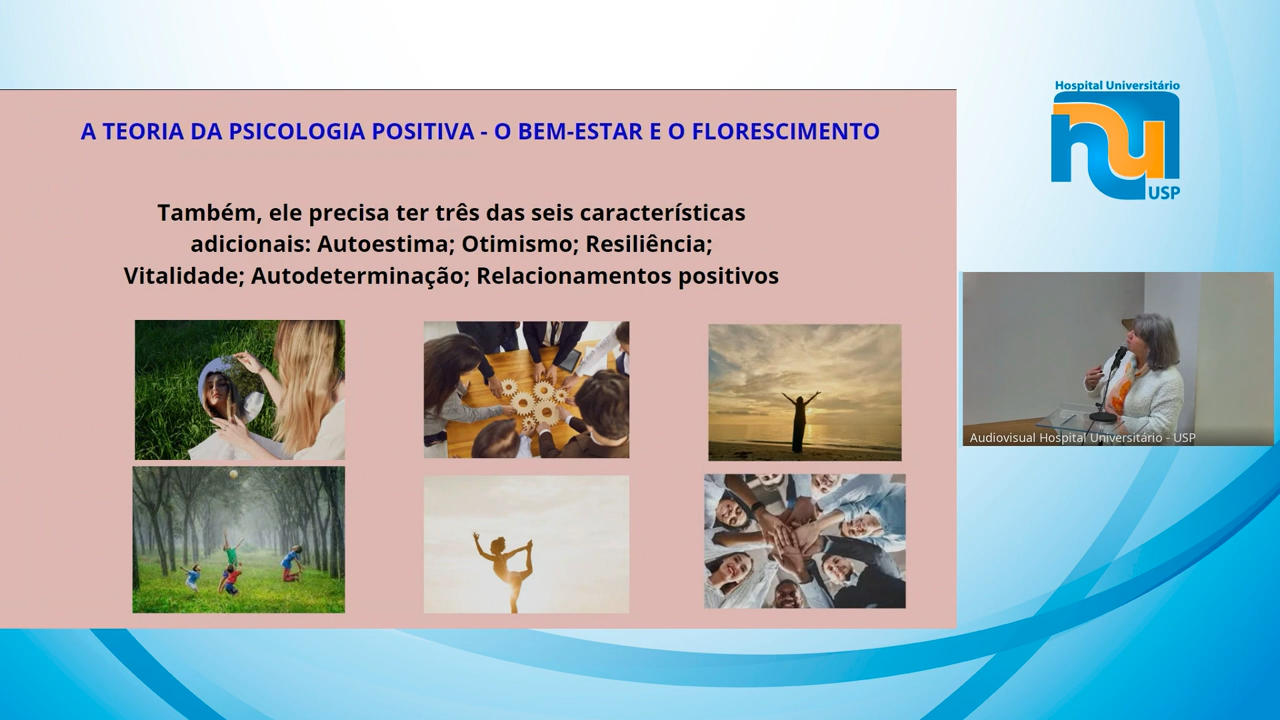 A TEORIA DA PSICOLOGIA POSITIVA - O BEM-ESTAR E O FLORESCIMENTO
Também, ele precisa ter três das seis características
adicionais: Autoestima; Otimismo; Resiliência;
Vitalidade; Autodeterminação; Relacionamentos positivos
Hospital Universitário
hu
USP
Audiovisual Hospital Universitário - USP